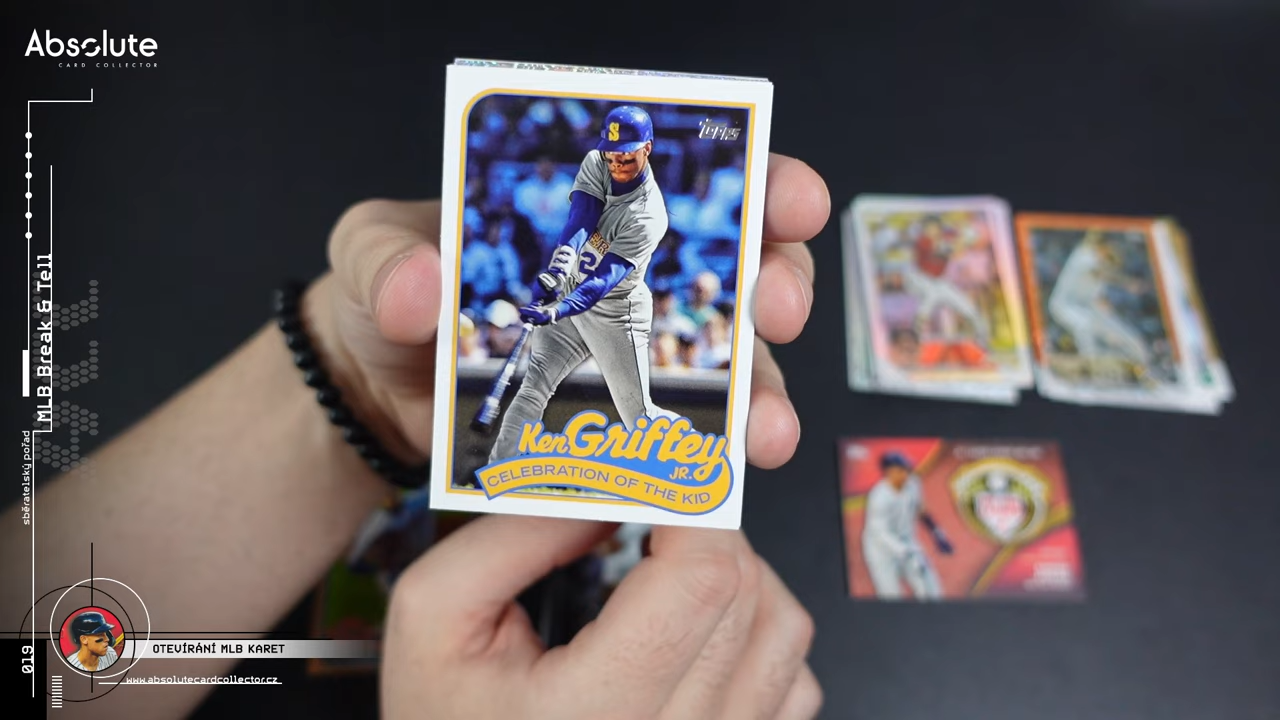 Absolute
CARD COLLECTOR
MLB Break & Tell
sběratelský pořad
019
OTEVÍRÁNÍ MLB KARET
www.absolutecardcollector.cz
Topps
S
2
Ken Griffey
JR.
CELEBRATION OF THE KID